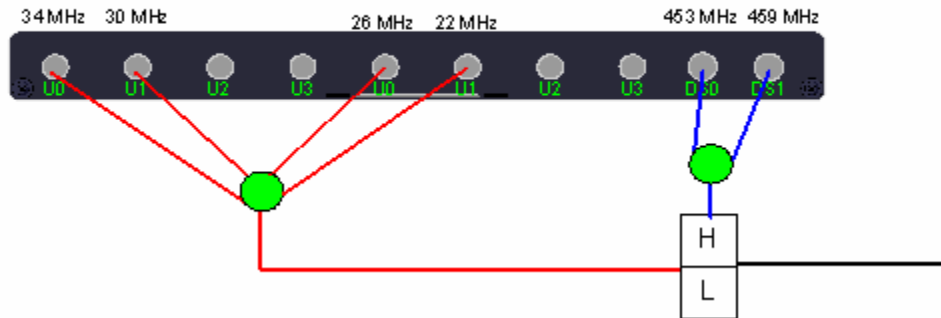 34 MHz 30 MHz 26 MHz 22 MHz 453 MHz 459 MHz
U0 U1 U2 U3 U0 U1 U2 U3 DS0 DS1
H
L